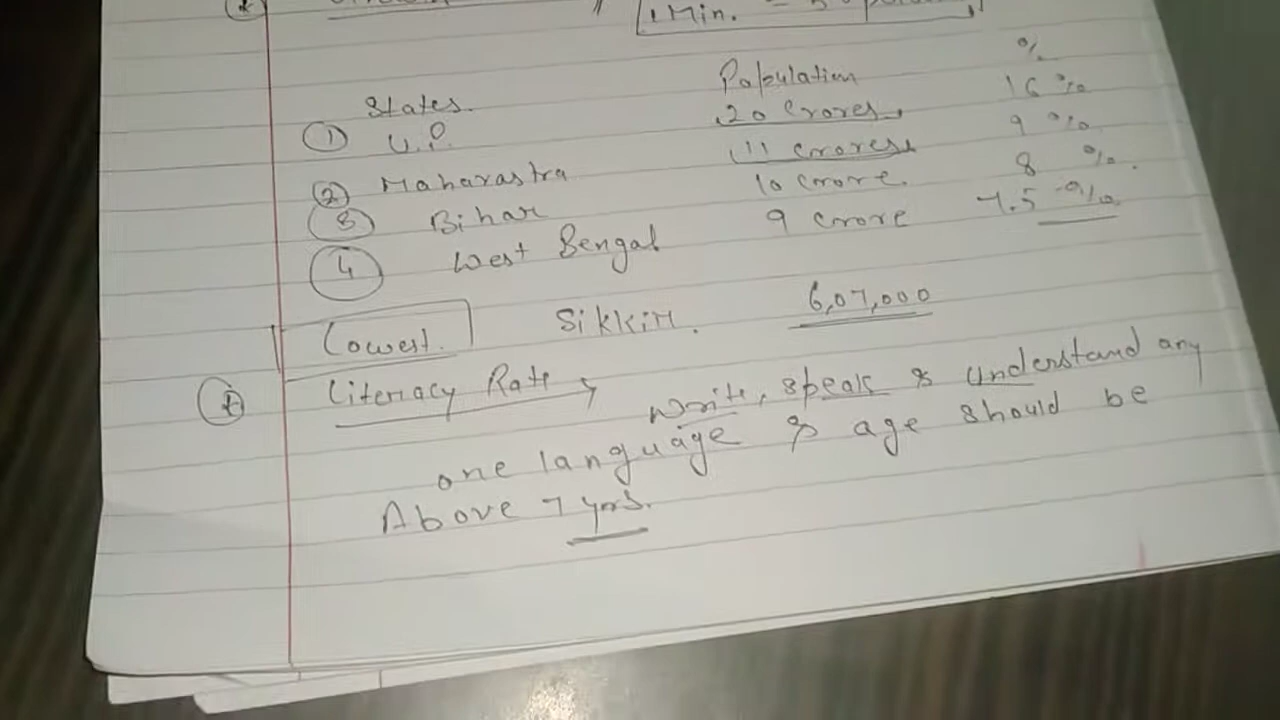 1 Min. =
States. Population %
① U.P. 20 Crores. 16 %
② Maharastra 11 crores. 9 %
③ Bihar 10 crore. 8 %.
④ West Bengal 9 crore 7.5 %
Lowest. Sikkim. 6,07,000
Literacy Rate → Write, speak & Understand any
one language & age should be
Above 7 yrs.